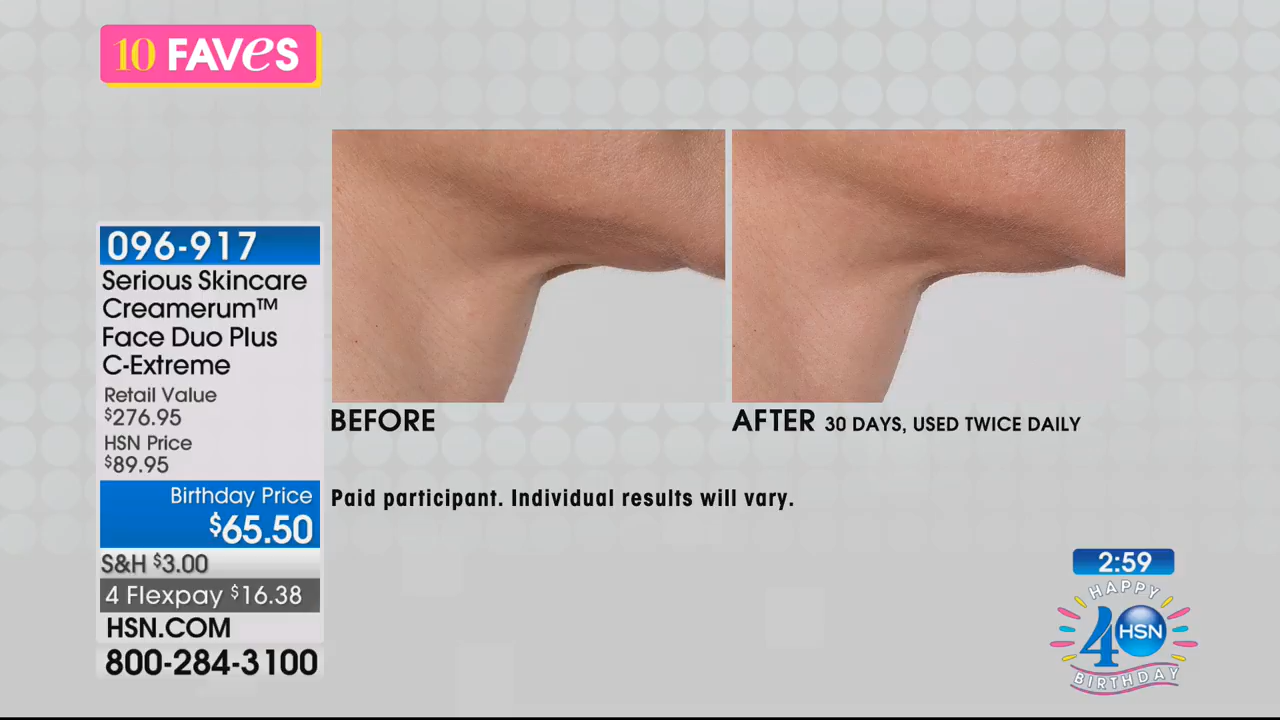 10 FAVes
096-917
Serious Skincare
Creamerum™
Face Duo Plus
C-Extreme
Retail Value
$276.95
HSN Price
$89.95
Birthday Price
$65.50
S&H $3.00
4 Flexpay $16.38
HSN.COM
800-284-3100
BEFORE
AFTER 30 DAYS, USED TWICE DAILY
Paid participant. Individual results will vary.
2:59
HAPPY
40 HSN
BIRTHDAY